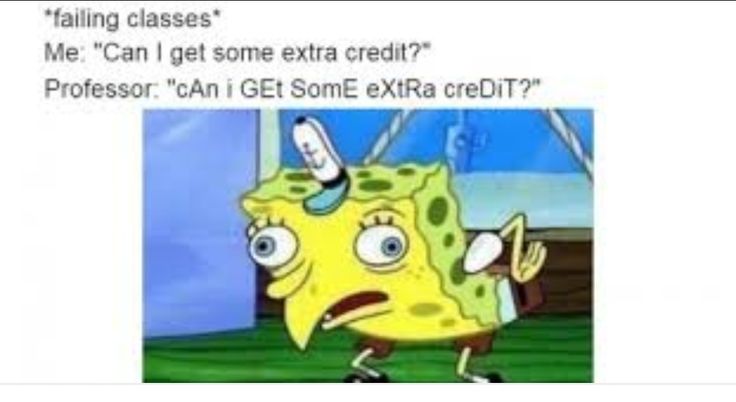 *failing classes*
Me: "Can I get some extra credit?"
Professor: "cAn i GEt SomE eXtRa creDiT?"